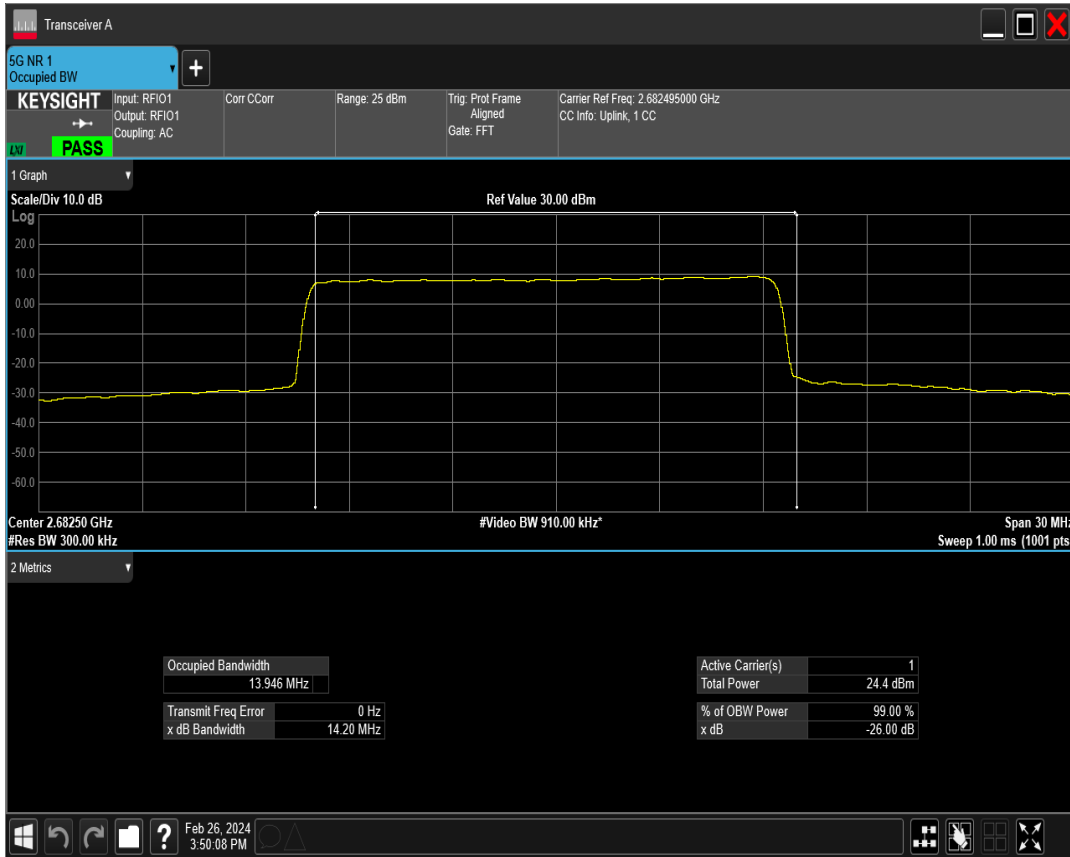 Transceiver A
5G NR 1
Occupied BW
+
KEYSIGHT
LXI
PASS
Input: RFIO1
Output: RFIO1
Coupling: AC
Corr CCorr
Range: 25 dBm
Trig: Prot Frame
Aligned
Gate: FFT
Carrier Ref Freq: 2.682495000 GHz
CC Info: Uplink, 1 CC
1 Graph
Scale/Div 10.0 dB
Ref Value 30.00 dBm
Log
20.0
10.0
0.00
-10.0
-20.0
-30.0
-40.0
-50.0
-60.0
Center 2.68250 GHz
#Video BW 910.00 kHz*
Span 30 MHz
#Res BW 300.00 kHz
Sweep 1.00 ms (1001 pts
2 Metrics
Occupied Bandwidth
13.946 MHz
Transmit Freq Error 0 Hz
x dB Bandwidth 14.20 MHz
Active Carrier(s) 1
Total Power 24.4 dBm
% of OBW Power 99.00 %
x dB -26.00 dB
?
Feb 26, 2024
3:50:08 PM